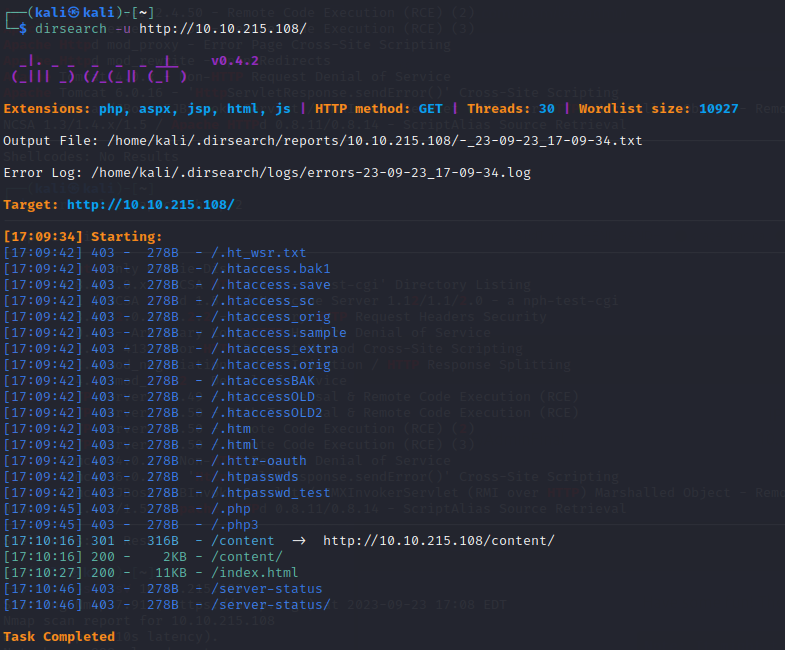 ┌──(kali㉿kali)-[~]
└─$ dirsearch -u http://10.10.215.108/
_|. _ _ _ _ _ _|_ v0.4.2
(_||| _) (/_(_|| (_| )
Extensions: php, aspx, jsp, html, js | HTTP method: GET | Threads: 30 | Wordlist size: 10927
Output File: /home/kali/.dirsearch/reports/10.10.215.108/-_23-09-23_17-09-34.txt
Error Log: /home/kali/.dirsearch/logs/errors-23-09-23_17-09-34.log
Target: http://10.10.215.108/
[17:09:34] Starting:
[17:09:42] 403 - 278B - /.ht_wsr.txt
[17:09:42] 403 - 278B - /.htaccess.bak1
[17:09:42] 403 - 278B - /.htaccess.save
[17:09:42] 403 - 278B - /.htaccess_sc
[17:09:42] 403 - 278B - /.htaccess_orig
[17:09:42] 403 - 278B - /.htaccess.sample
[17:09:42] 403 - 278B - /.htaccess_extra
[17:09:42] 403 - 278B - /.htaccess.orig
[17:09:42] 403 - 278B - /.htaccessBAK
[17:09:42] 403 - 278B - /.htaccessOLD
[17:09:42] 403 - 278B - /.htaccessOLD2
[17:09:42] 403 - 278B - /.htm
[17:09:42] 403 - 278B - /.html
[17:09:42] 403 - 278B - /.httr-oauth
[17:09:42] 403 - 278B - /.htpasswds
[17:09:42] 403 - 278B - /.htpasswd_test
[17:09:45] 403 - 278B - /.php
[17:09:45] 403 - 278B - /.php3
[17:10:16] 301 - 316B - /content -> http://10.10.215.108/content/
[17:10:16] 200 - 2KB - /content/
[17:10:27] 200 - 11KB - /index.html
[17:10:46] 403 - 278B - /server-status
[17:10:46] 403 - 278B - /server-status/
Task Completed